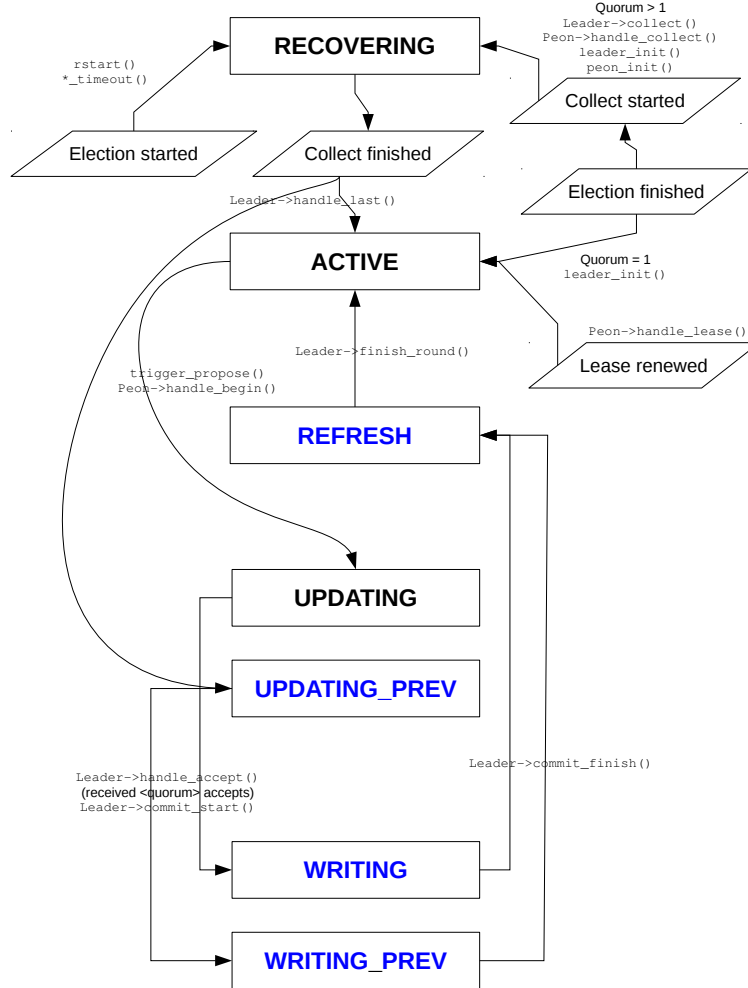 Quorum > 1
Leader->collect()
Peon->handle_collect()
leader_init()
peon_init()
RECOVERING
rstart()
*_timeout()
Collect started
Election started
Collect finished
Election finished
Leader->handle_last()
ACTIVE
Quorum = 1
leader_init()
Peon->handle_lease()
Leader->finish_round()
Lease renewed
trigger_propose()
Peon->handle_begin()
REFRESH
UPDATING
UPDATING_PREV
Leader->handle_accept()
(received <quorum> accepts)
Leader->commit_start()
Leader->commit_finish()
WRITING
WRITING_PREV